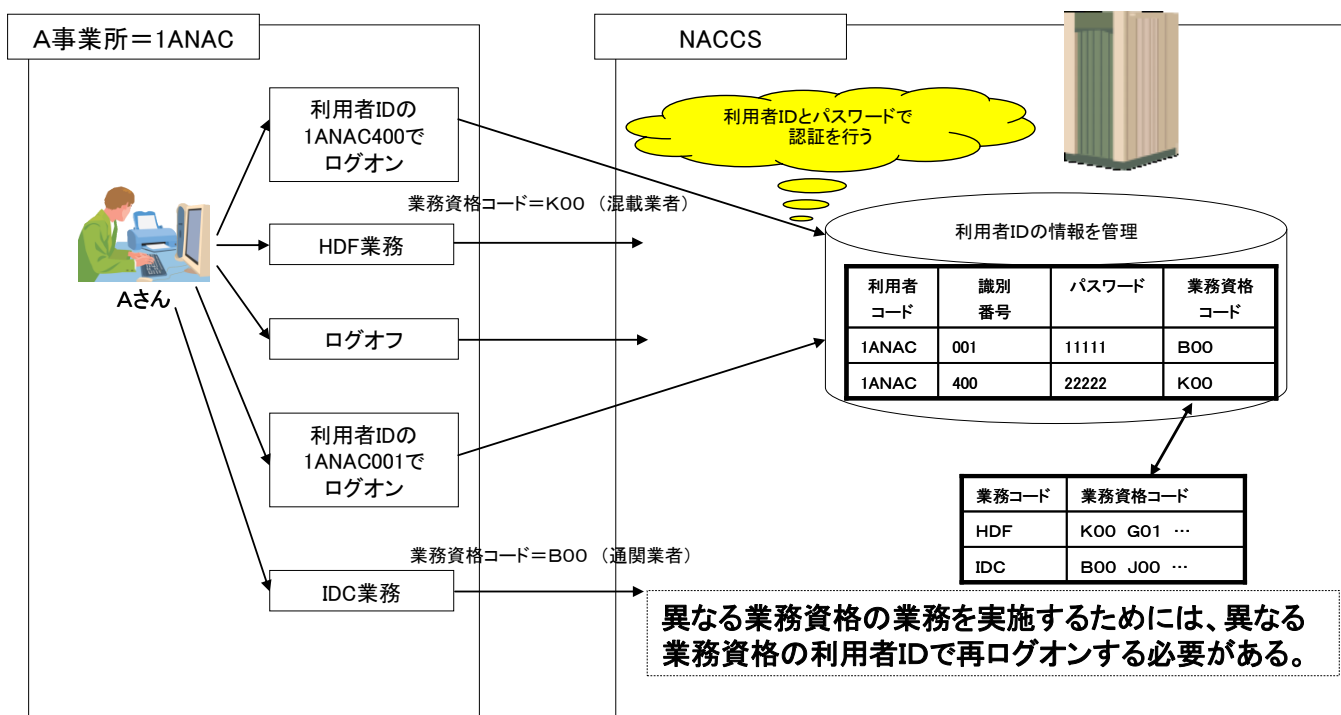 A事業所=1ANAC
NACCS
利用者IDの
1ANAC400で
ログオン
利用者IDとパスワードで
認証を行う
業務資格コード=K00 (混載業者)
HDF業務
Aさん
ログオフ
利用者IDの
1ANAC001で
ログオン
業務資格コード=B00 (通関業者)
IDC業務
利用者IDの情報を管理
利用者 識別 パスワード 業務資格
コード 番号 コード
1ANAC 001 11111 B00
1ANAC 400 22222 K00
業務コード 業務資格コード
HDF K00 G01 …
IDC B00 J00 …
異なる業務資格の業務を実施するためには、異なる
業務資格の利用者IDで再ログオンする必要がある。